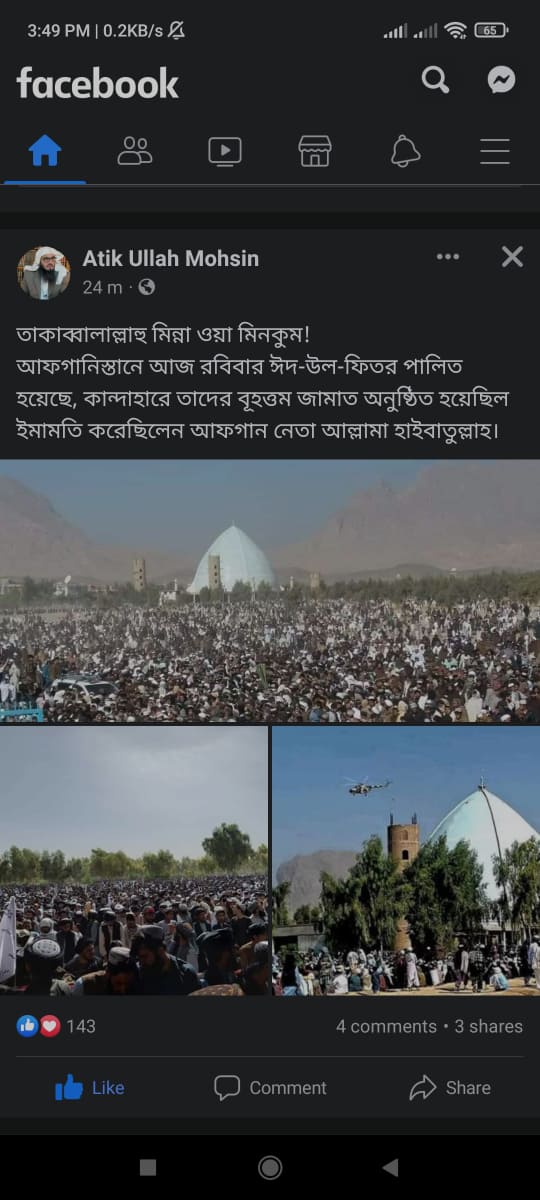 3:49 PM | 0.2KB/s
65
facebook
Atik Ullah Mohsin
24 m ·
তাকাব্বালাল্লাহু মিন্না ওয়া মিনকুম!
আফগানিস্তানে আজ রবিবার ঈদ-উল-ফিতর পালিত
হয়েছে, কান্দাহারে তাদের বৃহত্তম জামাত অনুষ্ঠিত হয়েছিল
ইমামতি করেছিলেন আফগান নেতা আল্লামা হাইবাতুল্লাহ।
143
4 comments • 3 shares
Like
Comment
Share